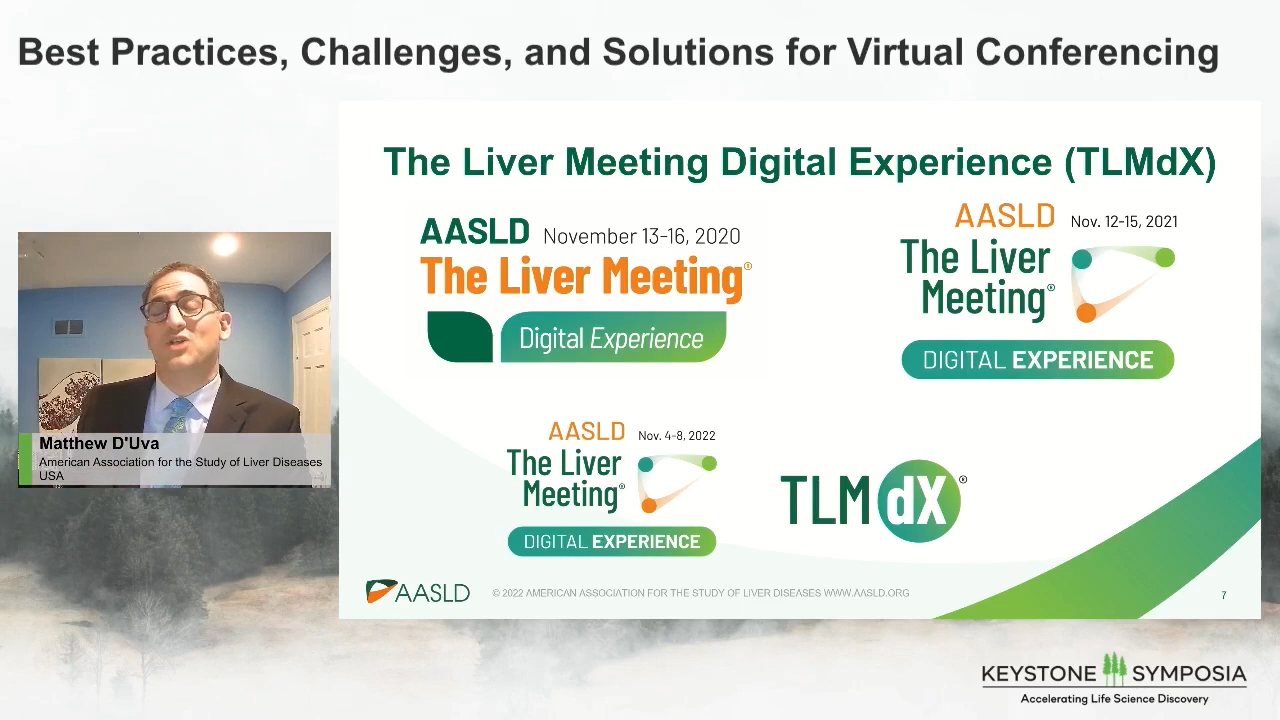 Best Practices, Challenges, and Solutions for Virtual Conferencing
The Liver Meeting Digital Experience (TLMdX)
AASLD November 13-16, 2020
The Liver Meeting®
Digital Experience
AASLD Nov. 12-15, 2021
The Liver
Meeting®
DIGITAL EXPERIENCE
Matthew D'Uva
American Association for the Study of Liver Diseases
USA
AASLD Nov. 4-8, 2022
The Liver
Meeting®
DIGITAL EXPERIENCE
TLMdX®
AASLD
© 2022 AMERICAN ASSOCIATION FOR THE STUDY OF LIVER DISEASES WWW.AASLD.ORG
7
KEYSTONE SYMPOSIA
Accelerating Life Science Discovery